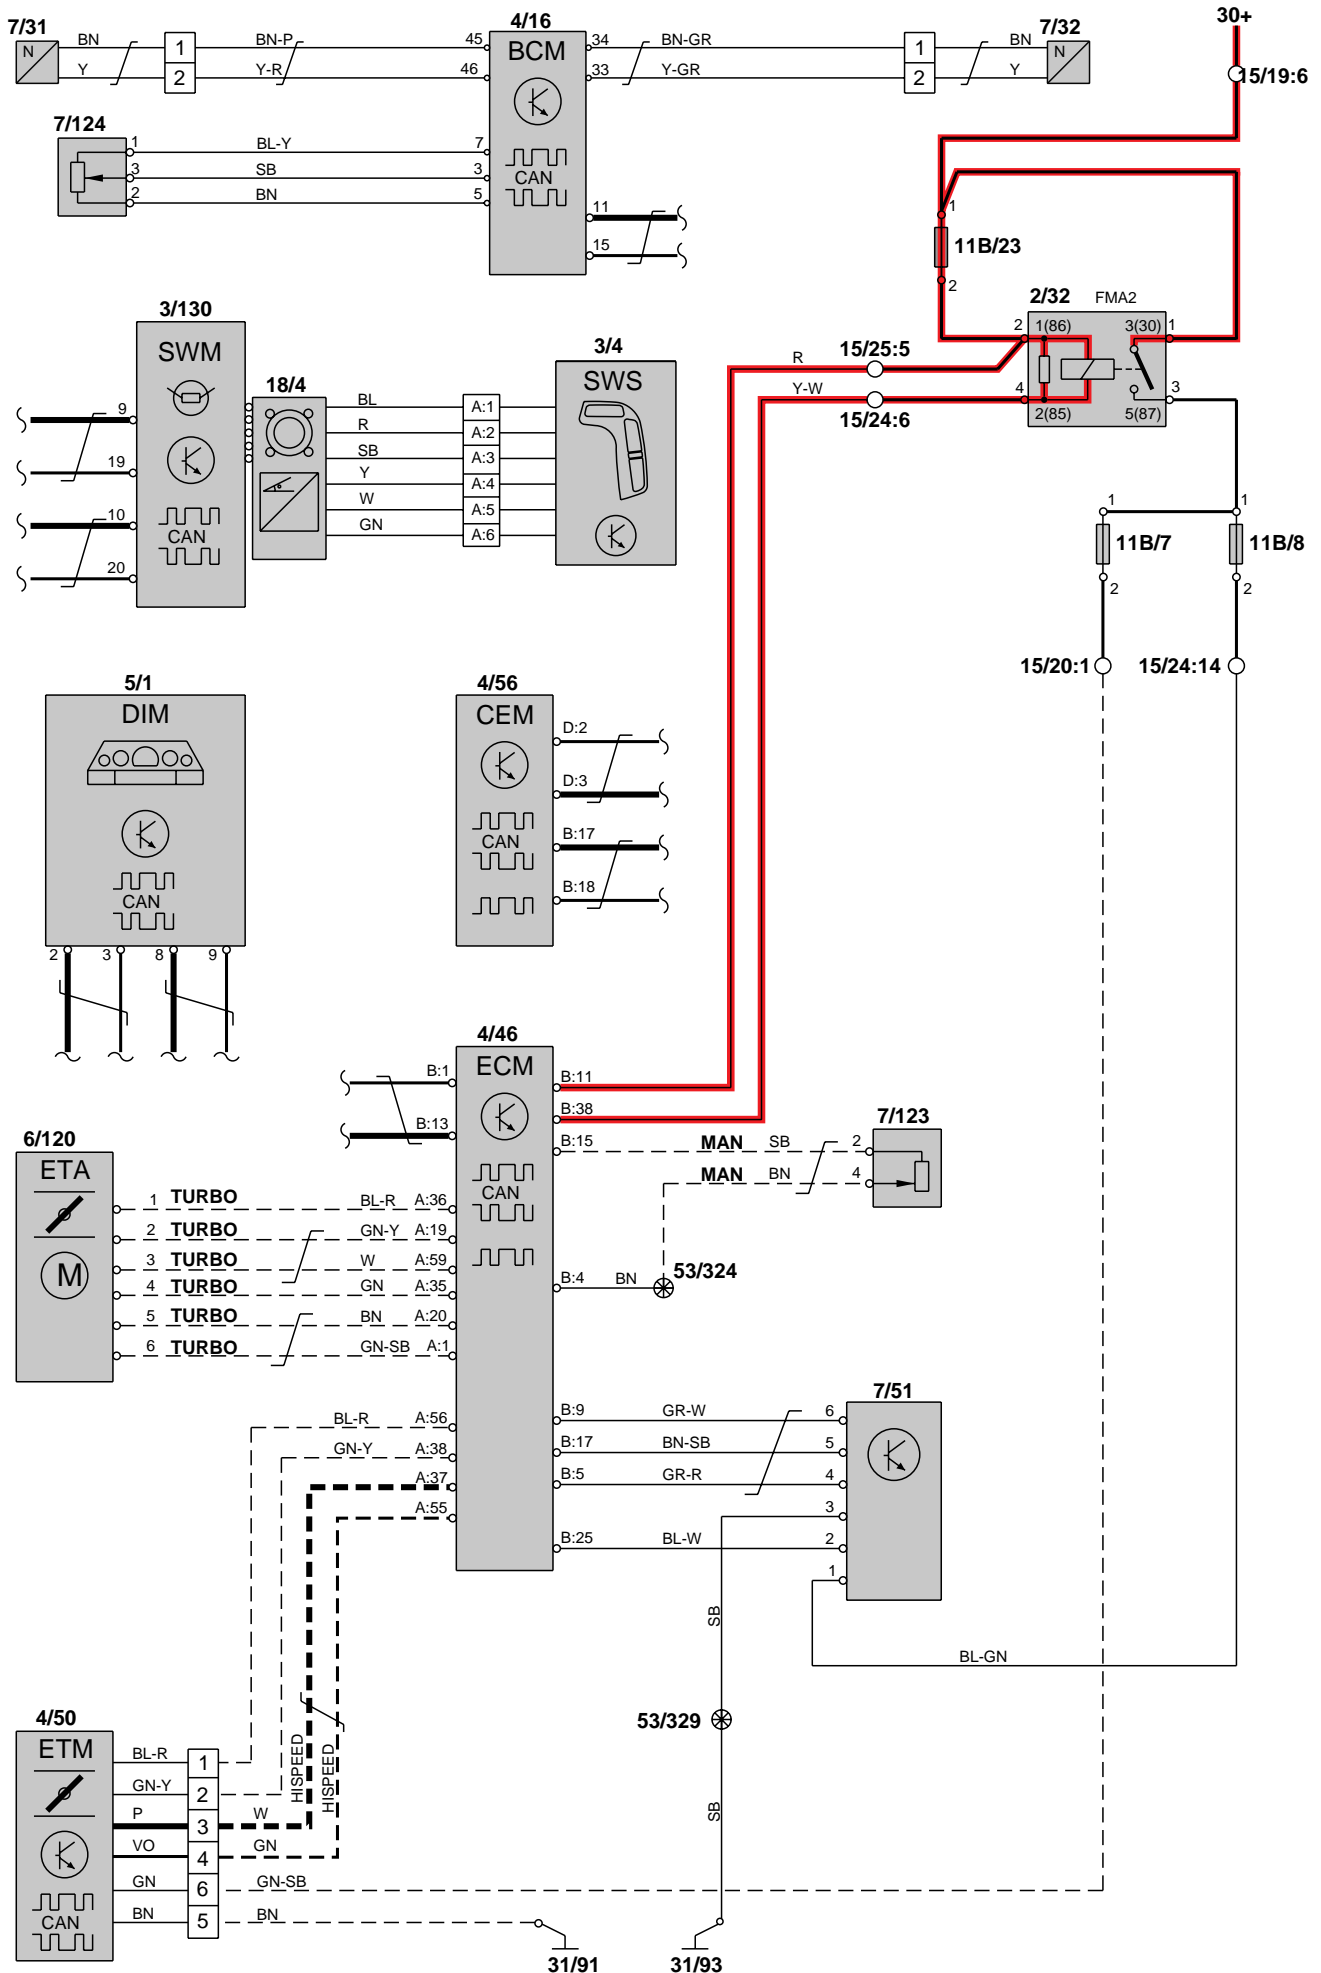 7/31
4/16
7/32
30+
N
BN
1
BN-P
45
BCM
34
BN-GR
1
BN
N
Y
2
Y-R
46
33
Y-GR
2
Y
15/19:6
7/124
1
BL-Y
7
3
SB
3
CAN
2
BN
5
11
15
1
11B/23
2
3/130
SWM
3/4
SWS
2/32
FMA2
2
1(86)
3(30)
1
R
15/25:5
Y-W
15/24:6
4
2(85)
5(87)
3
18/4
9
BL
A:1
R
A:2
SB
A:3
19
Y
A:4
W
A:5
10
GN
A:6
CAN
20
1
1
11B/7
11B/8
2
2
15/20:1
15/24:14
5/1
DIM
4/56
CEM
D:2
D:3
CAN
B:17
B:18
CAN
2
3
8
9
4/46
ECM
B:1
B:11
B:13
B:38
B:15
MAN
SB
2
7/123
MAN
BN
4
CAN
6/120
ETA
M
1
TURBO
BL-R
A:36
2
TURBO
GN-Y
A:19
3
TURBO
W
A:59
4
TURBO
GN
A:35
5
TURBO
BN
A:20
6
TURBO
GN-SB
A:1
B:4
BN
53/324
7/51
BL-R
A:56
B:9
GR-W
6
GN-Y
A:38
B:17
BN-SB
5
A:37
B:5
GR-R
4
A:55
3
B:25
BL-W
2
1
SB
BL-GN
53/329
SB
HISPEED
HISPEED
4/50
ETM
BL-R
1
GN-Y
2
P
3
W
VO
4
GN
GN
6
GN-SB
CAN
BN
5
BN
31/91
31/93